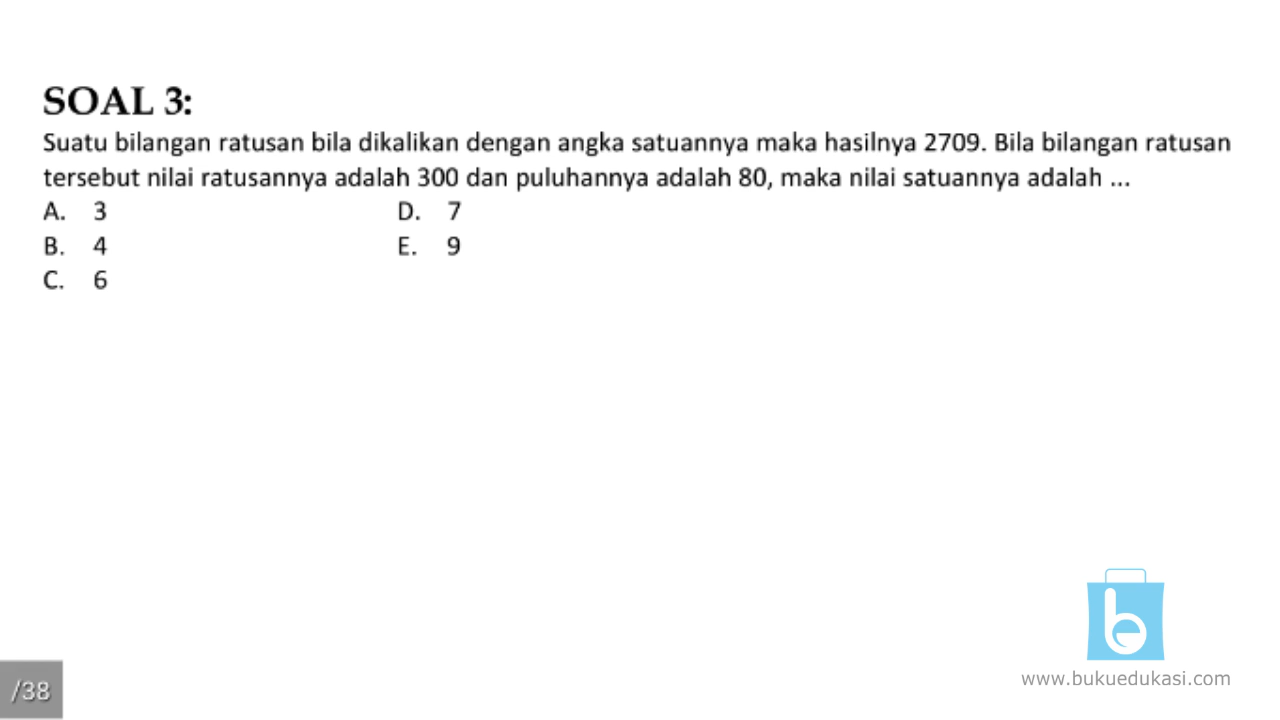 SOAL 3:
Suatu bilangan ratusan bila dikalikan dengan angka satuannya maka hasilnya 2709. Bila bilangan ratusan
tersebut nilai ratusannya adalah 300 dan puluhannya adalah 80, maka nilai satuannya adalah ...
A. 3 D. 7
B. 4 E. 9
C. 6
www.bukuedukasi.com
/38